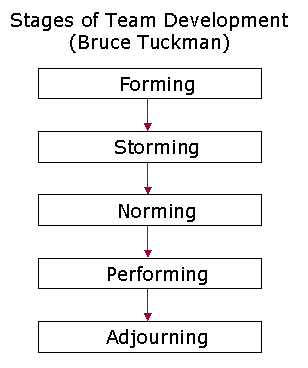 Stages of Team Development
(Bruce Tuckman)
Forming
Storming
Norming
Performing
Adjourning